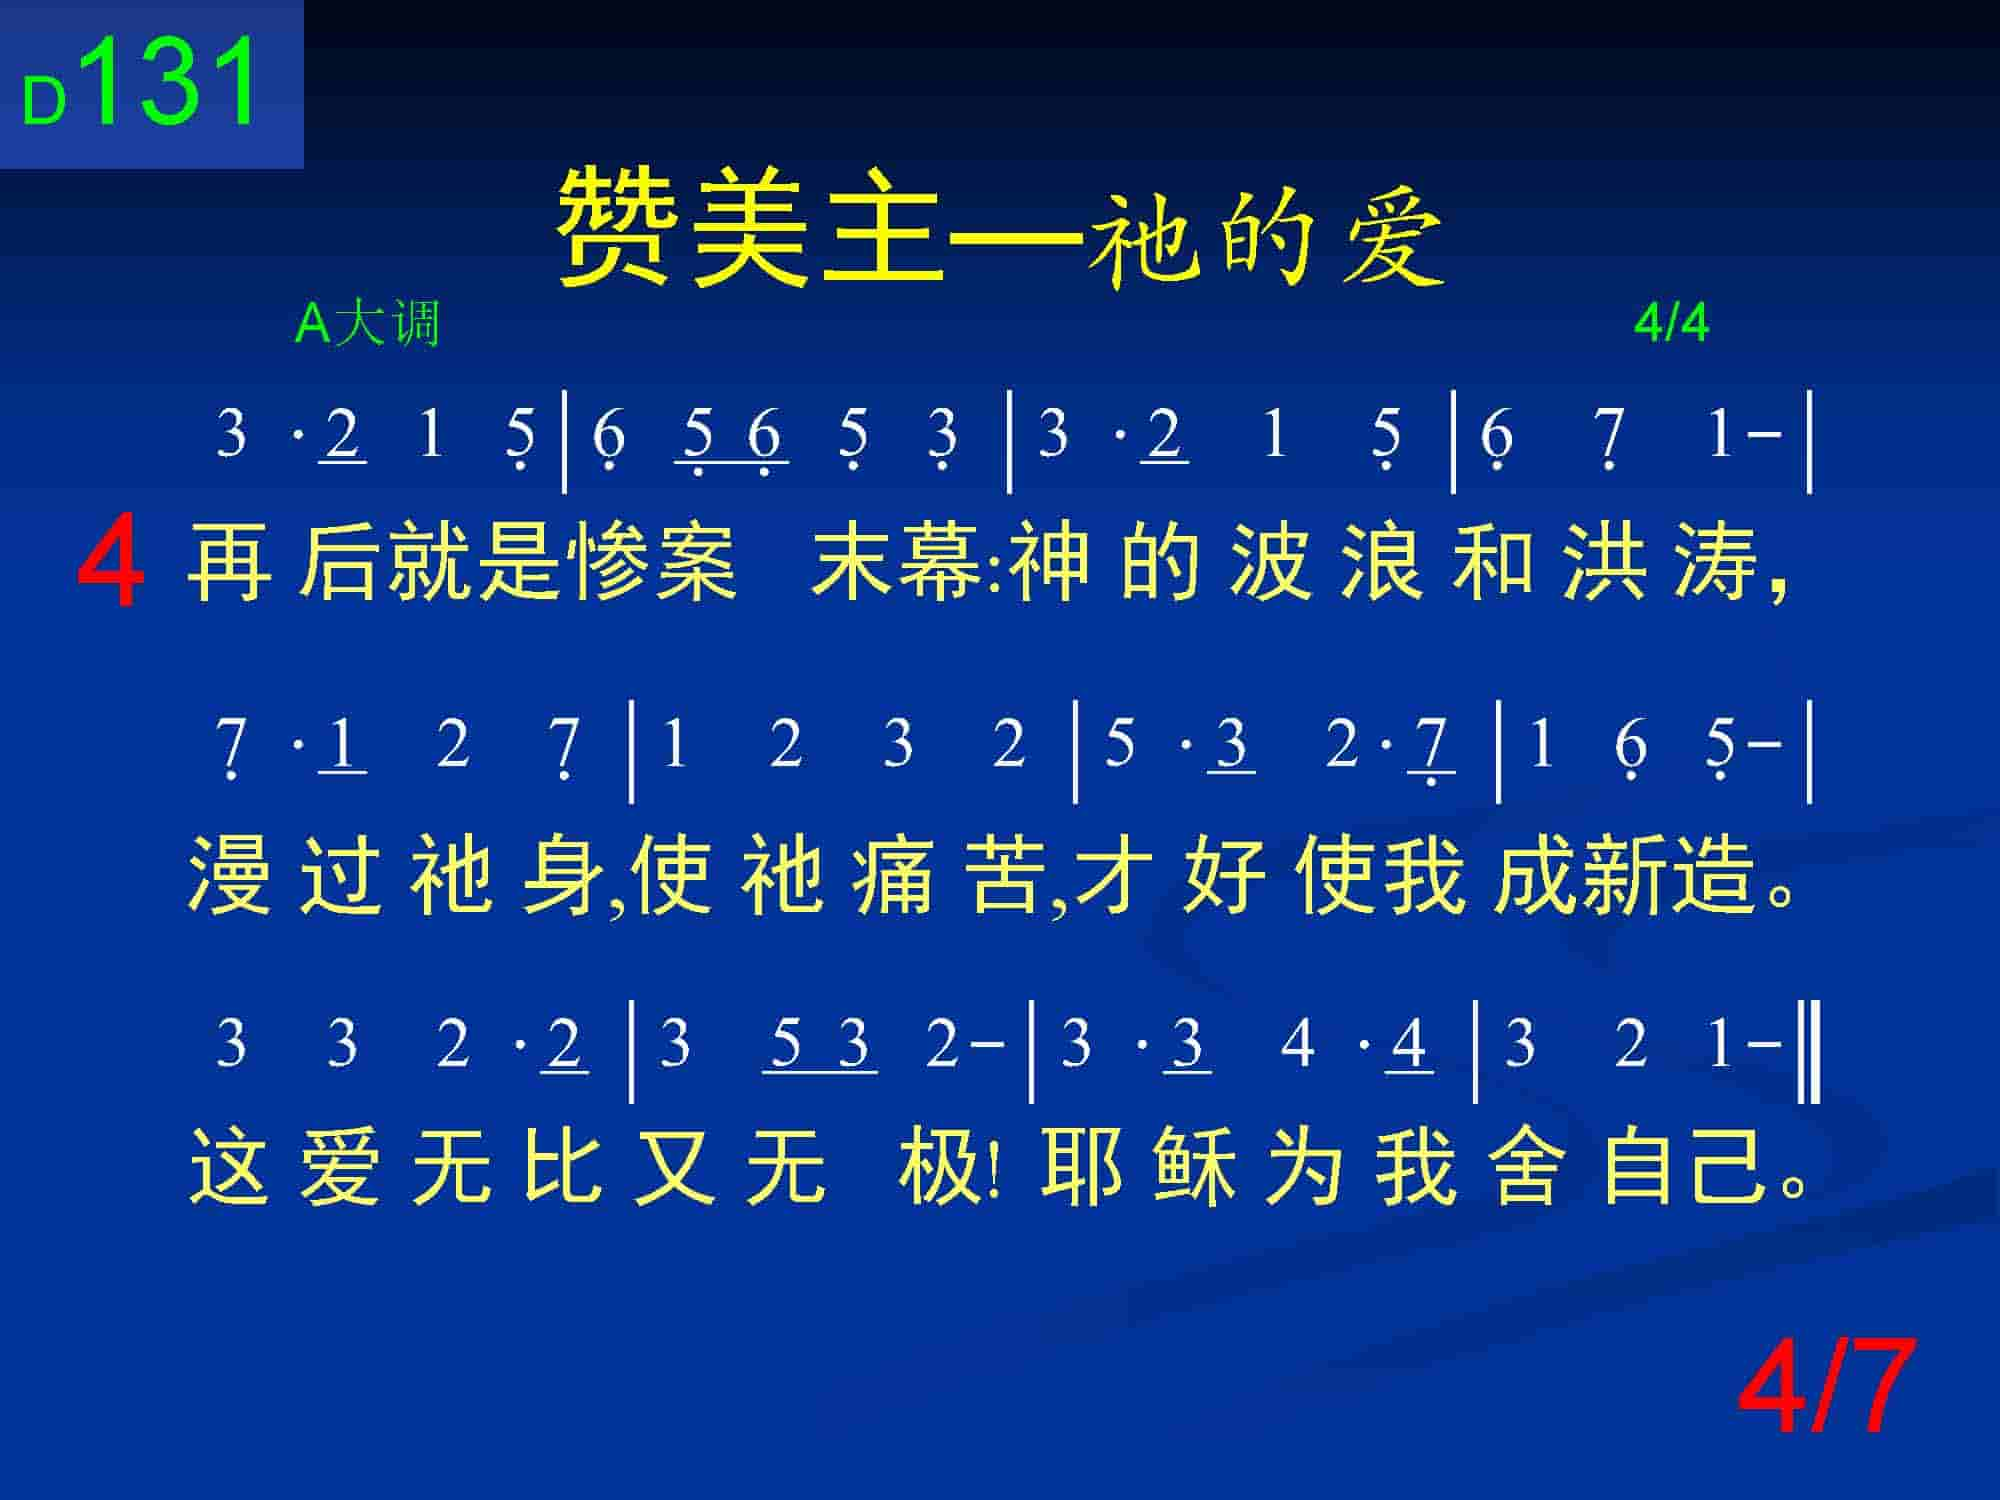 D131
赞美主—祂的爱
A大调 4/4
3 · 2 1 5̣ | 6̣ 5̣ 6̣ 5̣ 3̣ | 3 · 2 1 5̣ | 6̣ 7̣ 1 – |
4 再后就是惨案 末幕:神的波浪和洪涛，
7̣ · 1 2 7̣ | 1 2 3 2 | 5 · 3 2 · 7̣ | 1 6̣ 5̣ – |
漫过祂身,使祂痛苦,才好使我成新造。
3 3 2 · 2 | 3 5 3 2 – | 3 · 3 4 · 4 | 3 2 1 – ‖
这爱无比又无 极! 耶稣为我舍自己。
4/7